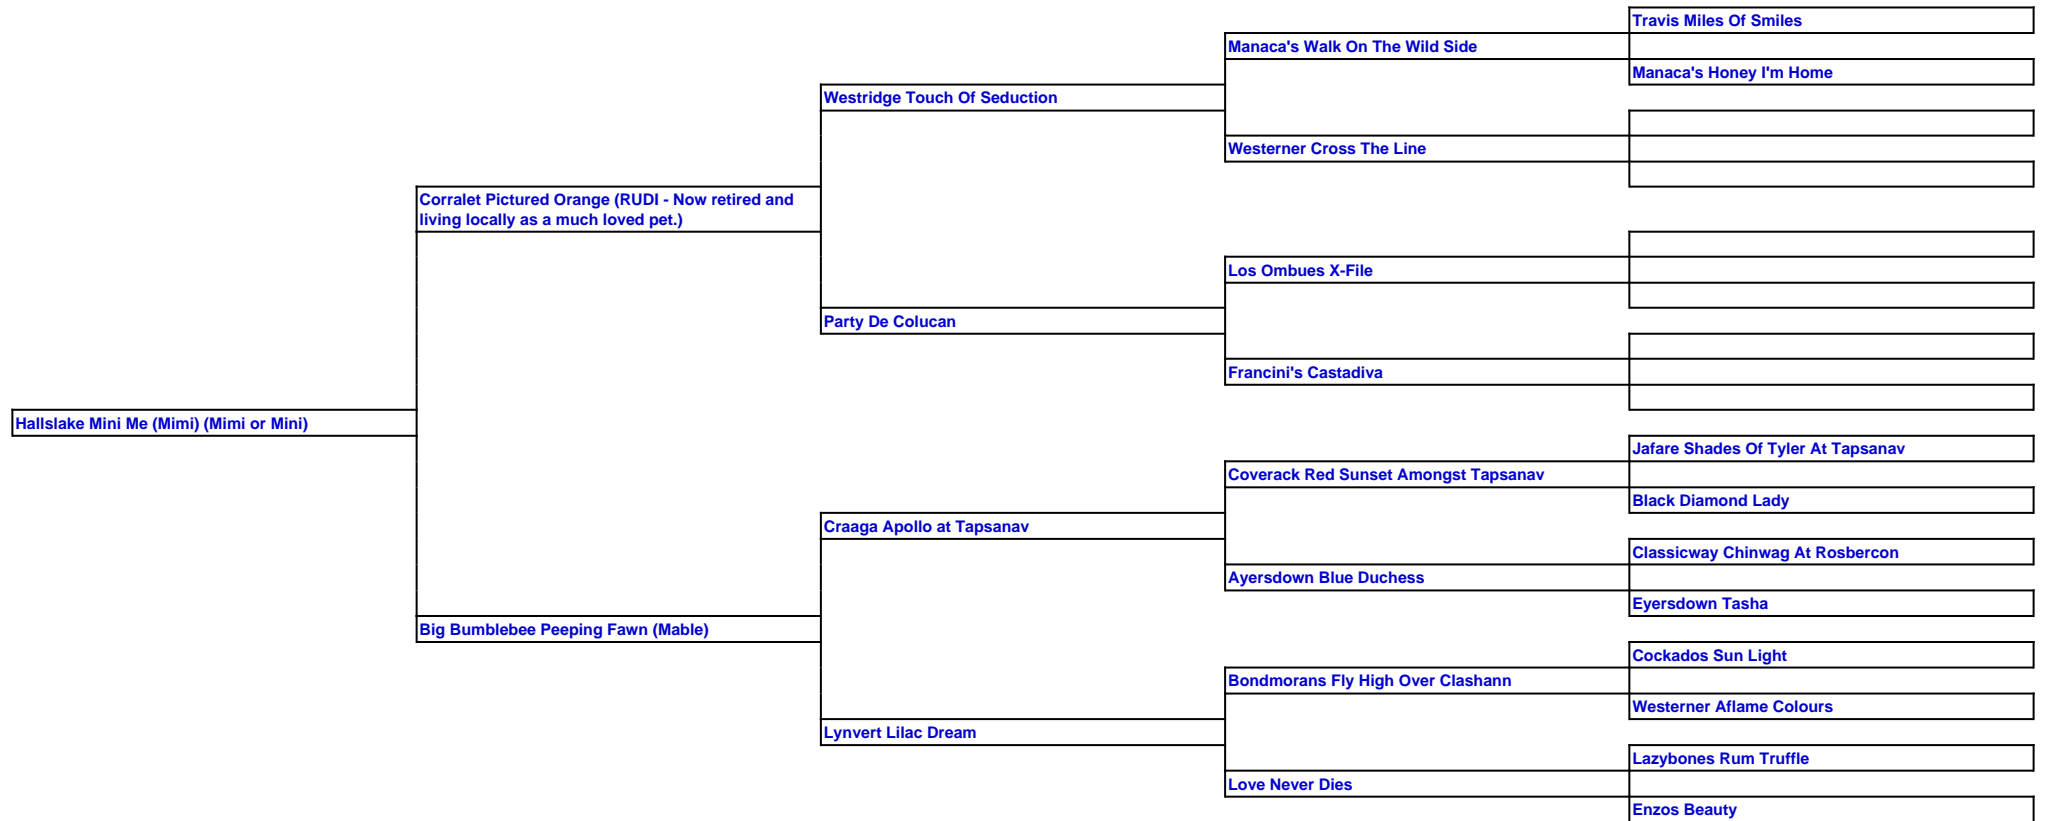 Travis Miles Of Smiles
Manaca's Walk On The Wild Side
Manaca's Honey I'm Home
Westridge Touch Of Seduction
Westerner Cross The Line
Corralet Pictured Orange (RUDI - Now retired and
living locally as a much loved pet.)
Los Ombues X-File
Party De Colucan
Francini's Castadiva
Hallslake Mini Me (Mimi) (Mimi or Mini)
Jafare Shades Of Tyler At Tapsanav
Coverack Red Sunset Amongst Tapsanav
Black Diamond Lady
Craaga Apollo at Tapsanav
Classicway Chinwag At Rosbercon
Ayersdown Blue Duchess
Eyersdown Tasha
Big Bumblebee Peeping Fawn (Mable)
Cockados Sun Light
Bondmorans Fly High Over Clashann
Westerner Aflame Colours
Lynvert Lilac Dream
Lazybones Rum Truffle
Love Never Dies
Enzos Beauty